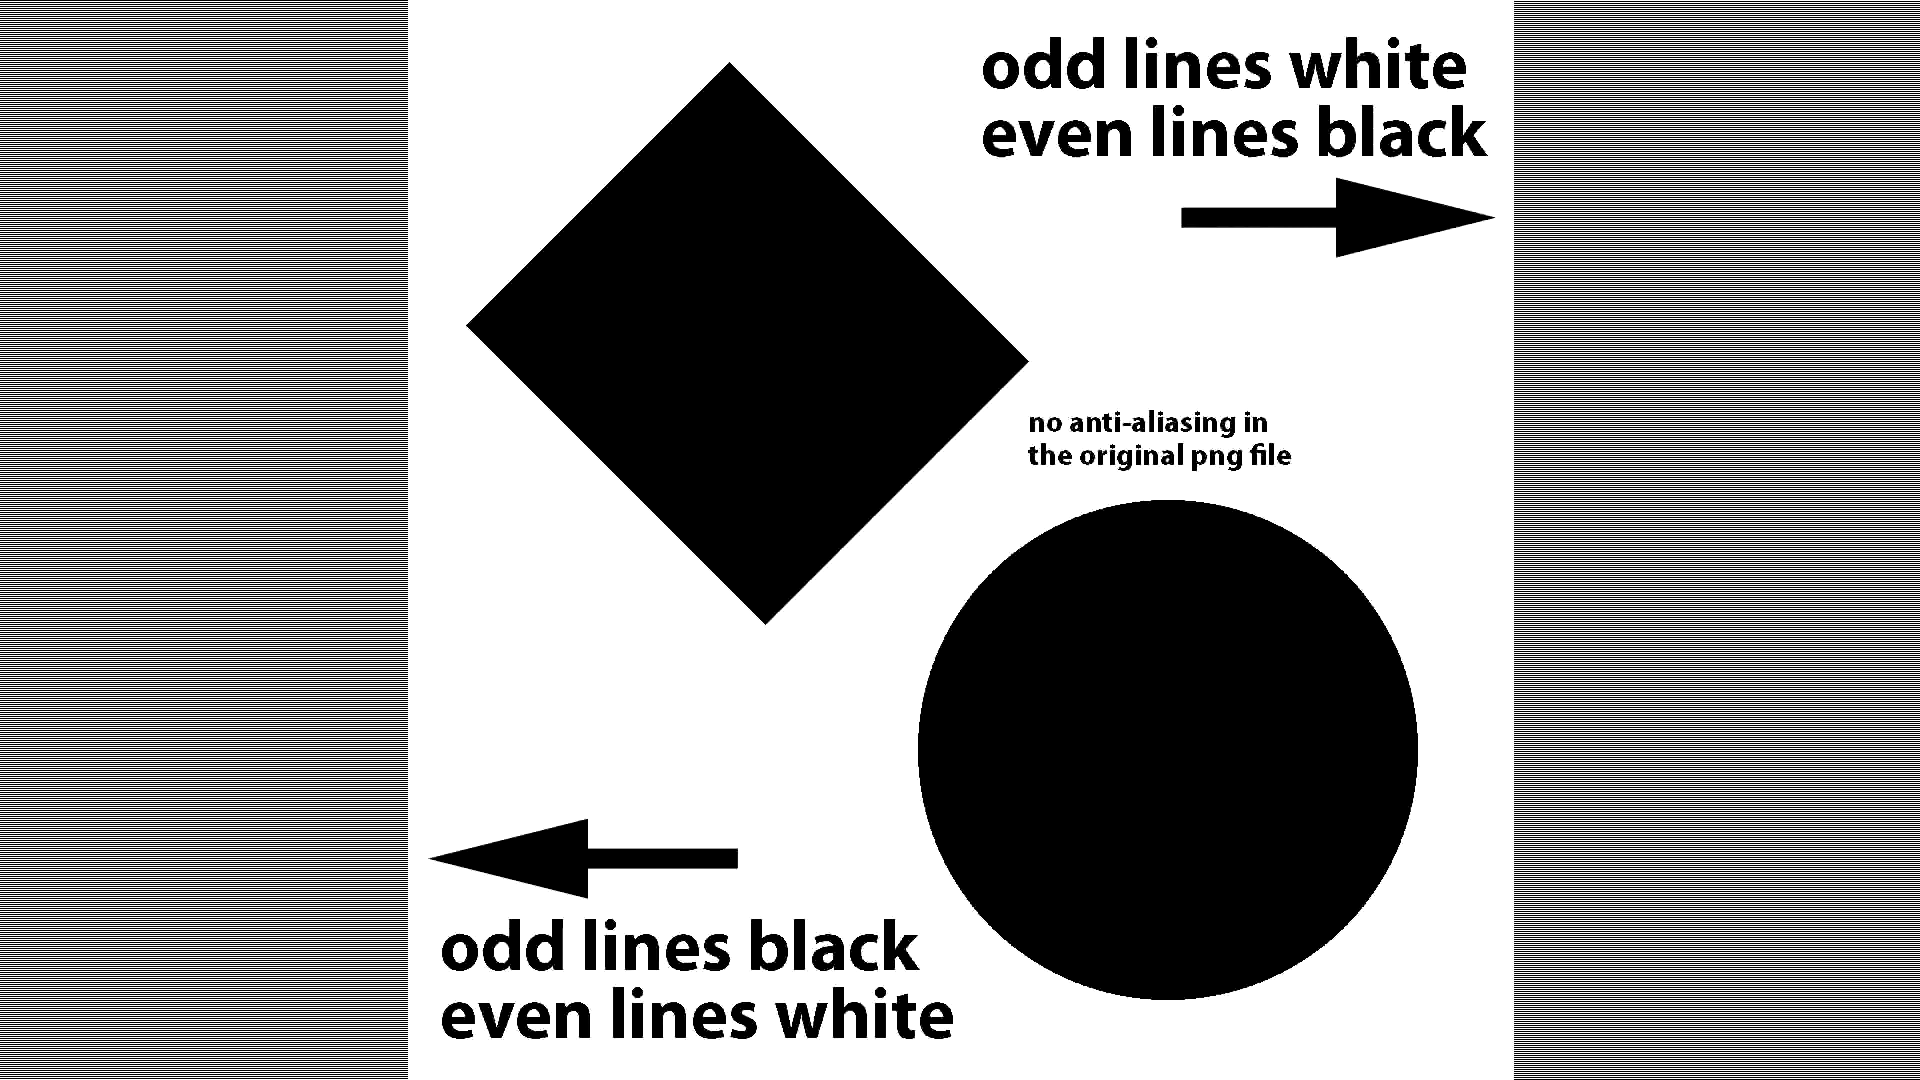 odd lines white
even lines black
no anti-aliasing in
the original png file
odd lines black
even lines white